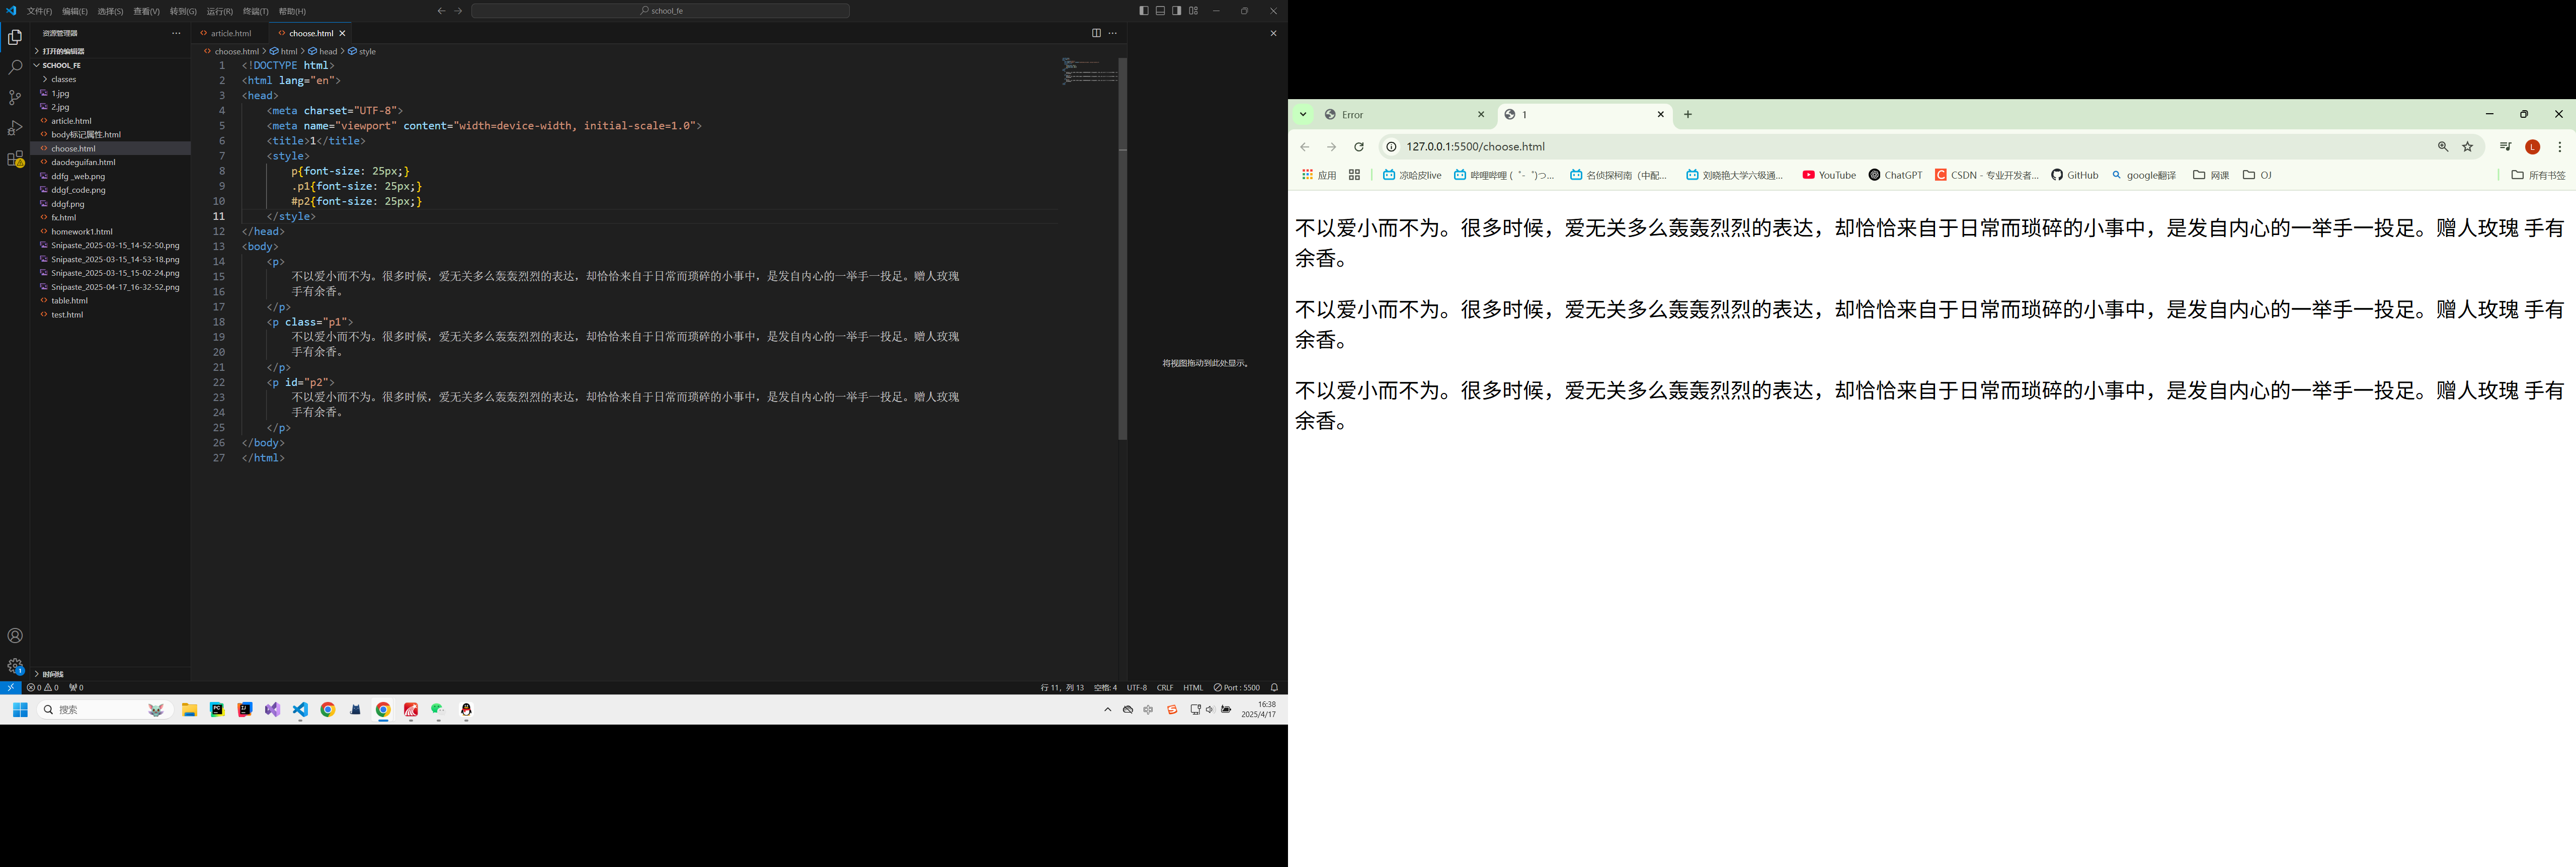 文件(F) 编辑(E) 选择(S) 查看(V) 转到(G) 运行(R) 终端(T) 帮助(H)
school_fe
资源管理器
打开的编辑器
SCHOOL_FE
classes
1.jpg
2.jpg
article.html
body标记属性.html
choose.html
daodeguifan.html
ddfg _web.png
ddgf_code.png
ddgf.png
fx.html
homework1.html
Snipaste_2025-03-15_14-52-50.png
Snipaste_2025-03-15_14-53-18.png
Snipaste_2025-03-15_15-02-24.png
Snipaste_2025-04-17_16-32-52.png
table.html
test.html
时间线
article.html choose.html
choose.html > html > head > style
1 <!DOCTYPE html>
2 <html lang="en">
3 <head>
4 <meta charset="UTF-8">
5 <meta name="viewport" content="width=device-width, initial-scale=1.0">
6 <title>1</title>
7 <style>
8 p{font-size: 25px;}
9 .p1{font-size: 25px;}
10 #p2{font-size: 25px;}
11 </style>
12 </head>
13 <body>
14 <p>
15 不以爱小而不为。很多时候，爱无关多么轰轰烈烈的表达，却恰恰来自于日常而琐碎的小事中，是发自内心的一举手一投足。赠人玫瑰
16 手有余香。
17 </p>
18 <p class="p1">
19 不以爱小而不为。很多时候，爱无关多么轰轰烈烈的表达，却恰恰来自于日常而琐碎的小事中，是发自内心的一举手一投足。赠人玫瑰
20 手有余香。
21 </p>
22 <p id="p2">
23 不以爱小而不为。很多时候，爱无关多么轰轰烈烈的表达，却恰恰来自于日常而琐碎的小事中，是发自内心的一举手一投足。赠人玫瑰
24 手有余香。
25 </p>
26 </body>
27 </html>
将视图拖动到此处显示。
0 0 0
行 11，列 13 空格: 4 UTF-8 CRLF HTML Port : 5500
搜索
16:38
2025/4/17
Error 1
127.0.0.1:5500/choose.html
L
应用 凉哈皮live 哔哩哔哩 ( ゜- ゜)つ... 名侦探柯南（中配... 刘晓艳大学六级通... YouTube ChatGPT CSDN - 专业开发者... GitHub google翻译 网课 OJ 所有书签
不以爱小而不为。很多时候，爱无关多么轰轰烈烈的表达，却恰恰来自于日常而琐碎的小事中，是发自内心的一举手一投足。赠人玫瑰 手有
余香。
不以爱小而不为。很多时候，爱无关多么轰轰烈烈的表达，却恰恰来自于日常而琐碎的小事中，是发自内心的一举手一投足。赠人玫瑰 手有
余香。
不以爱小而不为。很多时候，爱无关多么轰轰烈烈的表达，却恰恰来自于日常而琐碎的小事中，是发自内心的一举手一投足。赠人玫瑰 手有
余香。